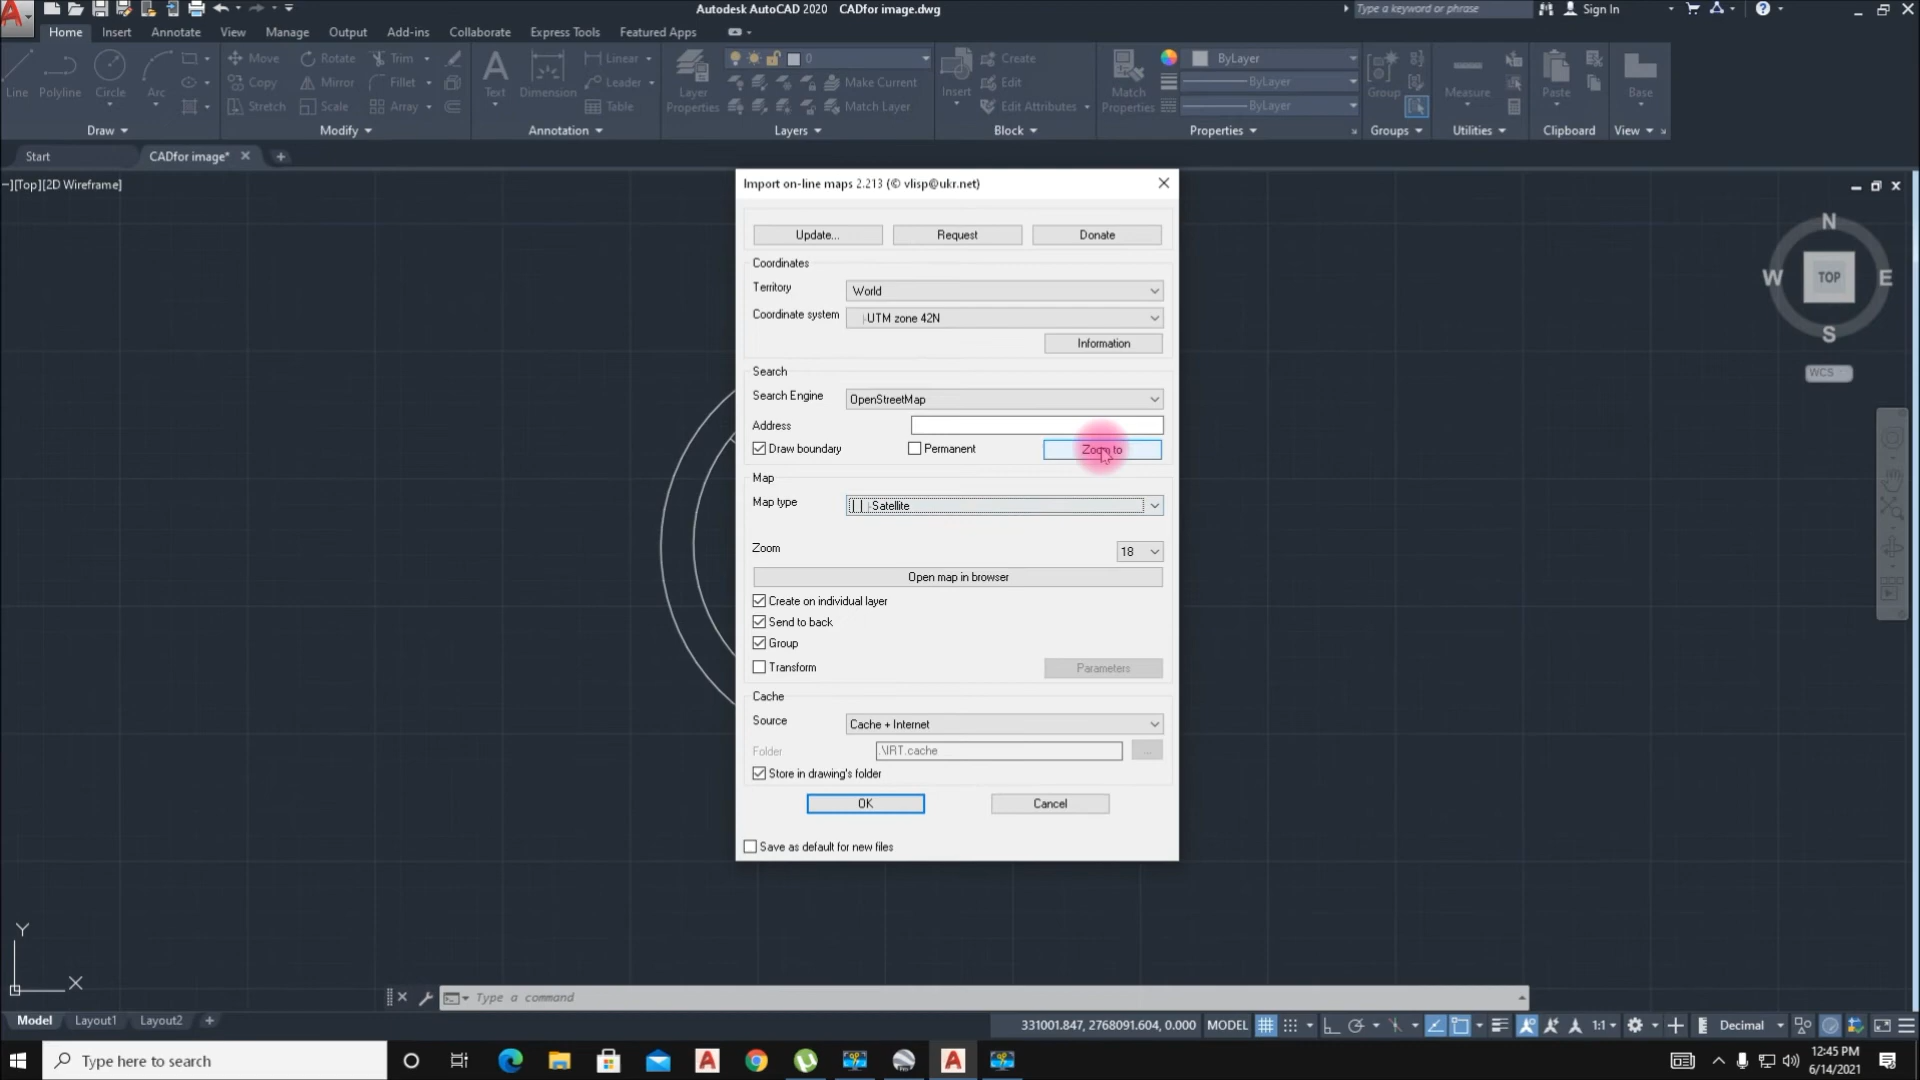 Autodesk AutoCAD 2020 CADfor image.dwg
Type a keyword or phrase
Sign In
Home Insert Annotate View Manage Output Add-ins Collaborate Express Tools Featured Apps
Line Polyline Circle Arc
Move Rotate Trim
Copy Mirror Fillet
Stretch Scale Array
Text Dimension
Linear
Leader
Table
Layer
Properties
0
Make Current
Match Layer
Insert
Create
Edit
Edit Attributes
Match
Properties
ByLayer
ByLayer
ByLayer
Group
Measure
Paste
Base
Draw Modify Annotation Layers Block Properties Groups Utilities Clipboard View
Start CADfor image*
–][Top][2D Wireframe]
Import on-line maps 2.213 (© vlisp@ukr.net)
Update... Request Donate
Coordinates
Territory World
Coordinate system UTM zone 42N
Information
Search
Search Engine OpenStreetMap
Address
Draw boundary Permanent Zoom to
Map
Map type Satellite
Zoom 18
Open map in browser
Create on individual layer
Send to back
Group
Transform Parameters
Cache
Source Cache + Internet
Folder .\IRT.cache ...
Store in drawing's folder
OK Cancel
Save as default for new files
N
W TOP E
S
WCS
Y
X
Type a command
Model Layout1 Layout2
331001.847, 2768091.604, 0.000 MODEL 1:1 Decimal
Type here to search
12:45 PM
6/14/2021